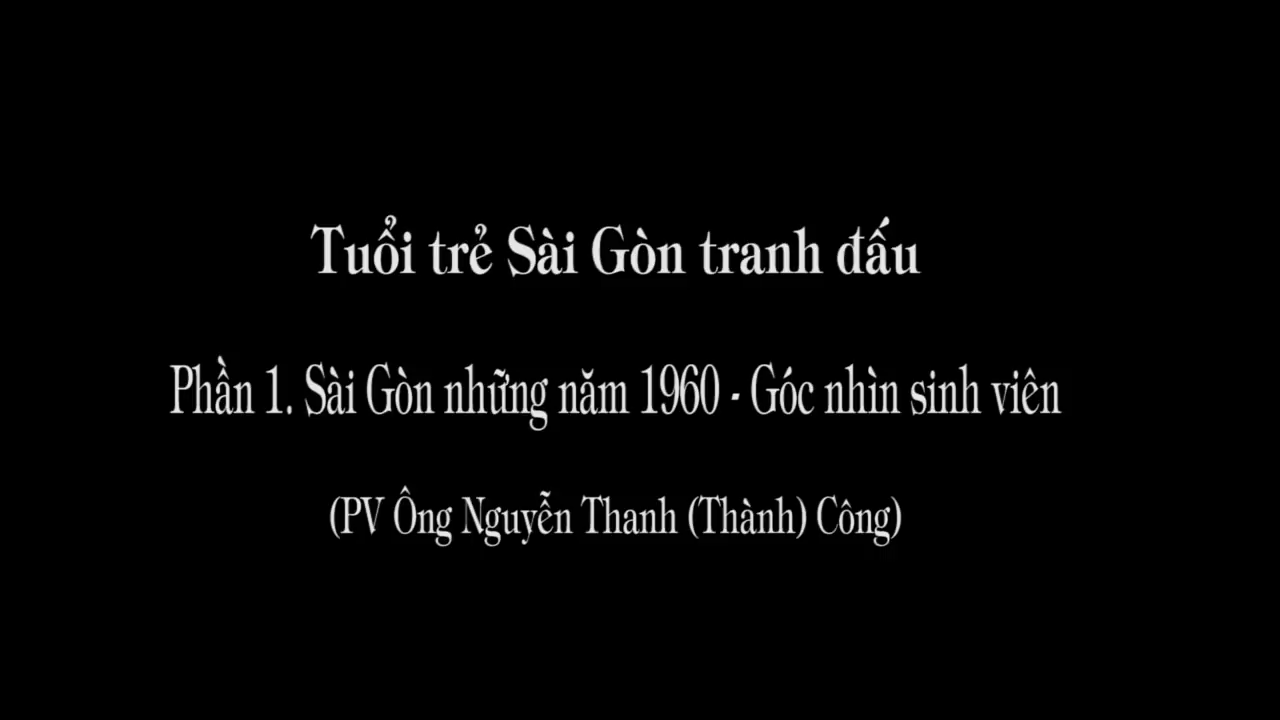 Tuổi trẻ Sài Gòn tranh đấu
Phần 1. Sài Gòn những năm 1960 - Góc nhìn sinh viên
(PV Ông Nguyễn Thanh (Thành) Công)